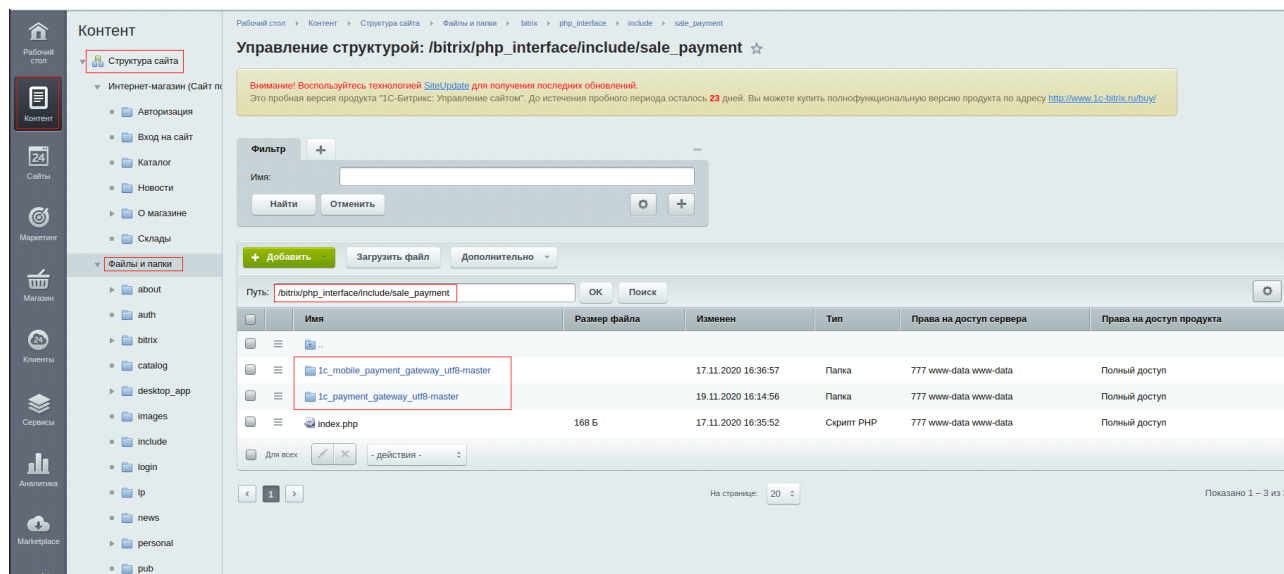 Рабочий стол
Контент
24
Сайты
Маркетинг
Магазин
24
Клиенты
Сервисы
Аналитика
Marketplace
Контент
Структура сайта
Интернет-магазин (Сайт по
Авторизация
Вход на сайт
Каталог
Новости
О магазине
Склады
Файлы и папки
about
auth
bitrix
catalog
desktop_app
images
include
login
lp
news
personal
pub
Рабочий стол Контент Структура сайта Файлы и папки bitrix php_interface include sale_payment
Управление структурой: /bitrix/php_interface/include/sale_payment
Внимание! Воспользуйтесь технологией SiteUpdate для получения последних обновлений.
Это пробная версия продукта "1С-Битрикс: Управление сайтом". До истечения пробного периода осталось 23 дней. Вы можете купить полнофункциональную версию продукта по адресу http://www.1c-bitrix.ru/buy/
Фильтр
Имя:
Найти Отменить
Добавить Загрузить файл Дополнительно
Путь: /bitrix/php_interface/include/sale_payment OK Поиск
Имя Размер файла Изменен Тип Права на доступ сервера Права на доступ продукта
..
1c_mobile_payment_gateway_utf8-master 17.11.2020 16:36:57 Папка 777 www-data www-data Полный доступ
1c_payment_gateway_utf8-master 19.11.2020 16:14:56 Папка 777 www-data www-data Полный доступ
index.php 168 Б 17.11.2020 16:35:52 Скрипт PHP 777 www-data www-data Полный доступ
Для всех - действия -
1 На странице: 20 Показано 1 – 3 из